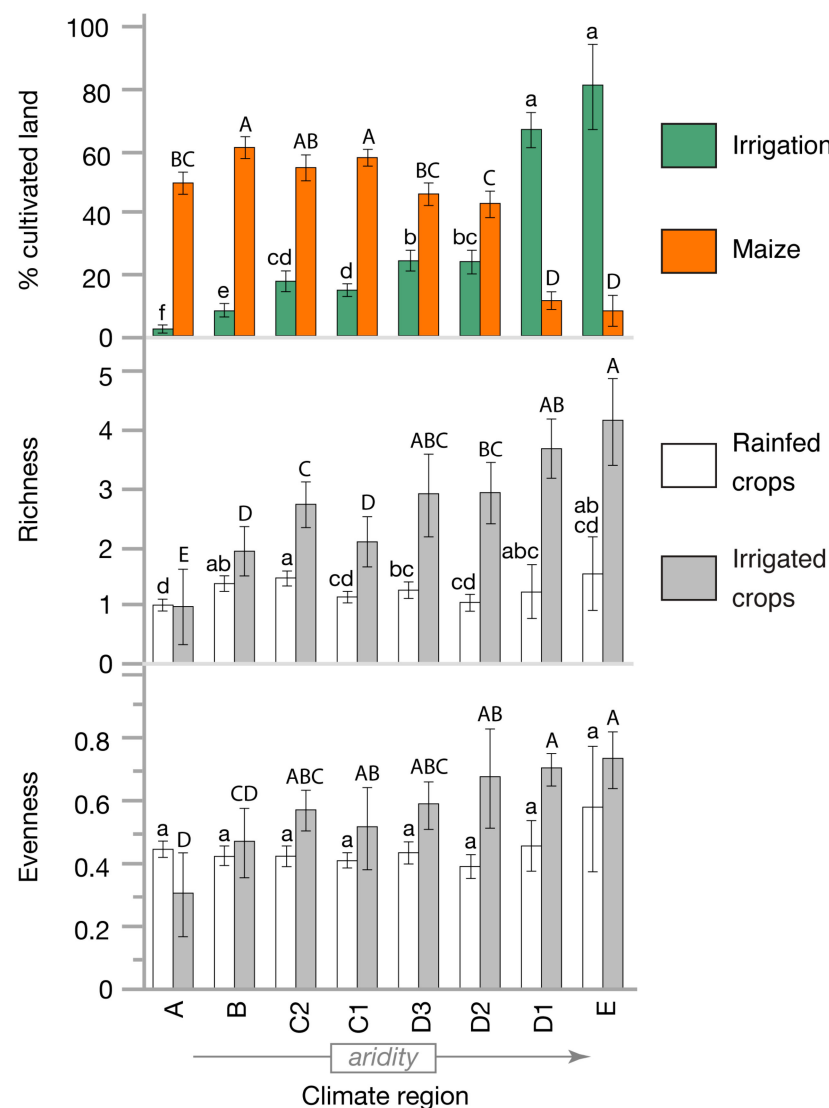 100
80
60
40
20
0
% cultivated land
f
BC
e
A
cd
AB
d
A
b
BC
bc
C
a
D
a
D
Irrigation
Maize
5
4
3
2
1
0
Richness
d
E
ab
D
a
C
cd
D
bc
ABC
cd
BC
abc
AB
ab
cd
A
Rainfed
crops
Irrigated
crops
0.8
0.6
0.4
0.2
0
Evenness
a
D
a
CD
a
ABC
a
AB
a
ABC
a
AB
a
A
a
A
A
B
C2
C1
D3
D2
D1
E
aridity
Climate region